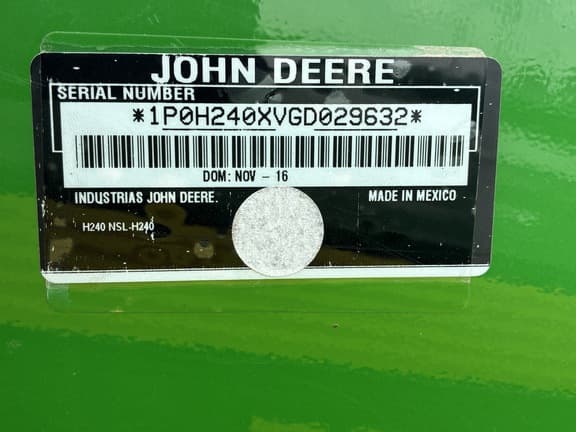 JOHN DEERE
SERIAL NUMBER
*1P0H240XVGD029632*
DOM: NOV - 16
INDUSTRIAS JOHN DEERE. MADE IN MEXICO
H240 NSL-H240